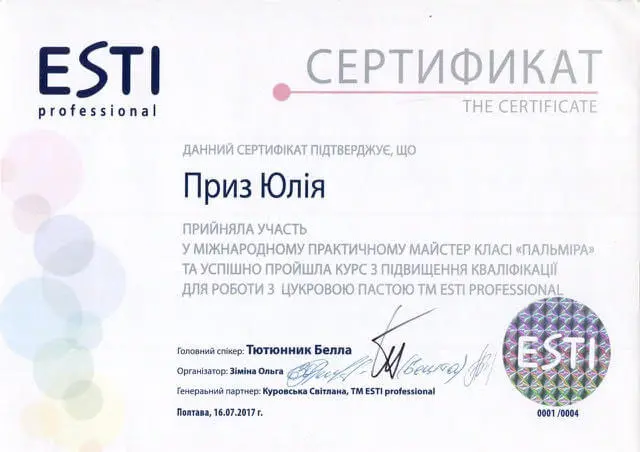 ESTI
professional
СЕРТИФИКАТ
THE CERTIFICATE
ДАННИЙ СЕРТИФІКАТ ПІДТВЕРДЖУЄ, ЩО
Приз Юлія
ПРИЙНЯЛА УЧАСТЬ
У МІЖНАРОДНОМУ ПРАКТИЧНОМУ МАЙСТЕР КЛАСІ «ПАЛЬМІРА»
ТА УСПІШНО ПРОЙШЛА КУРС З ПІДВИЩЕННЯ КВАЛІФІКАЦІЇ
ДЛЯ РОБОТИ З ЦУКРОВОЮ ПАСТОЮ ТМ ESTI PROFESSIONAL
Головний спікер: Тютюнник Белла
Організатор: Зіміна Ольга
Генеральний партнер: Куровська Світлана, ТМ ESTI professional
Полтава, 16.07.2017 г.
ESTI
0001 /0004